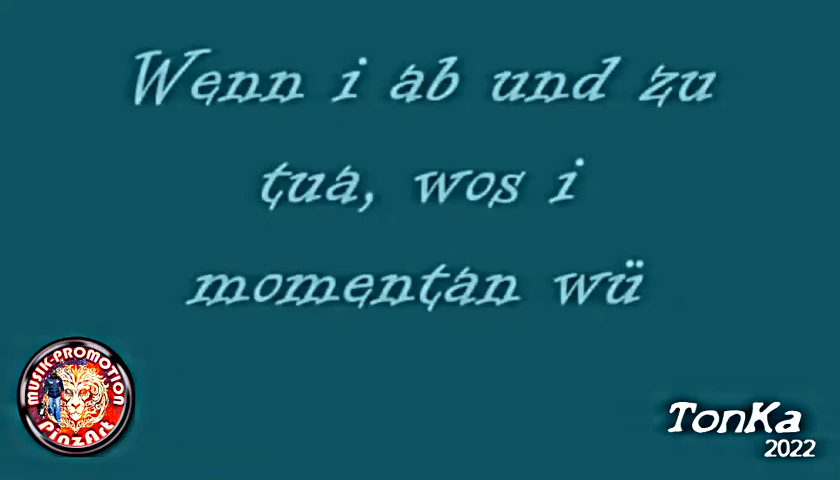 Wenn i ab und zu
tua, wos i
momentan wü
MUSIK-PROMOTION
PinzArt
TonKa
2022